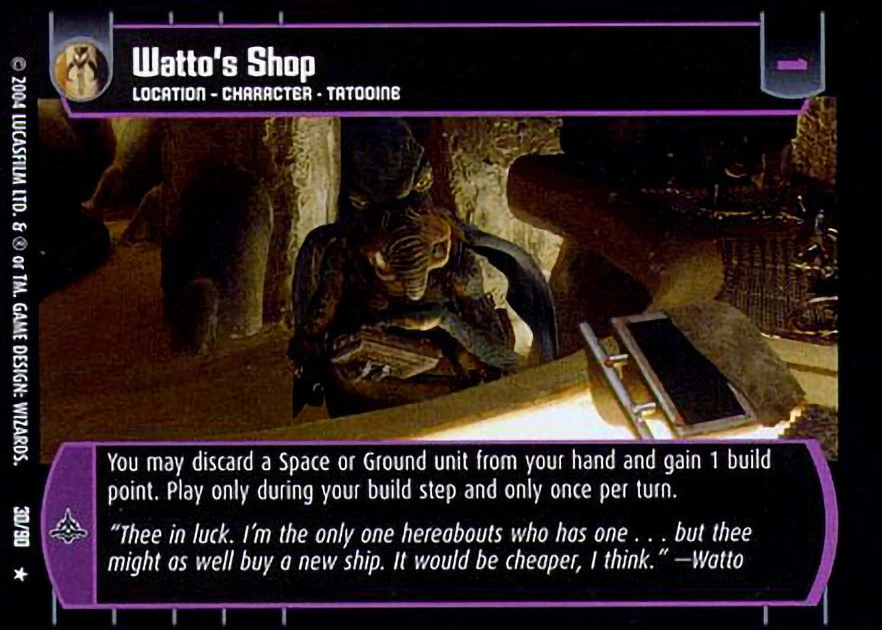 Watto's Shop
LOCATION - CHARACTER - TATOOINE
You may discard a Space or Ground unit from your hand and gain 1 build
point. Play only during your build step and only once per turn.
"Thee in luck. I'm the only one hereabouts who has one . . . but thee
might as well buy a new ship. It would be cheaper, I think." —Watto
© 2004 LUCASFILM LTD. & ® or TM. GAME DESIGN: WIZARDS. 30/90 ★